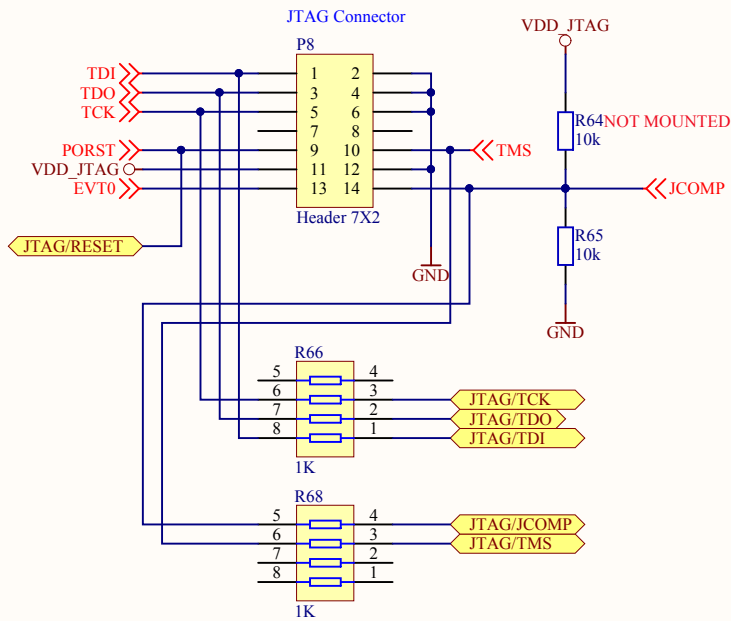 JTAG Connector
VDD_JTAG
P8
TDI 1 2
TDO 3 4
TCK 5 6
R64 NOT MOUNTED
10k
7 8
PORST 9 10 TMS
VDD_JTAG 11 12
EVT0 13 14 JCOMP
Header 7X2
R65
10k
JTAG/RESET
GND
GND
R66
5 4
6 3 JTAG/TCK
7 2 JTAG/TDO
8 1 JTAG/TDI
1K
R68
5 4 JTAG/JCOMP
6 3 JTAG/TMS
7 2
8 1
1K